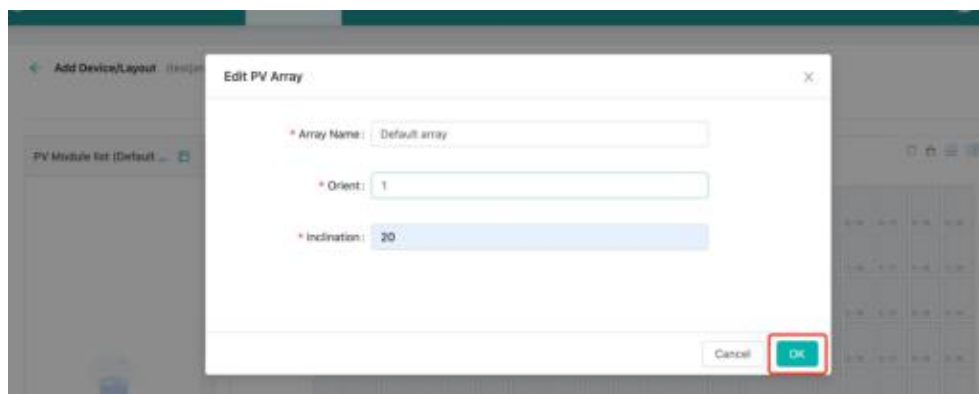 Add Device/Layout
Edit PV Array
* Array Name : Default array
PV Module list (Default ...
* Orient : 1
* Inclination : 20
Cancel OK